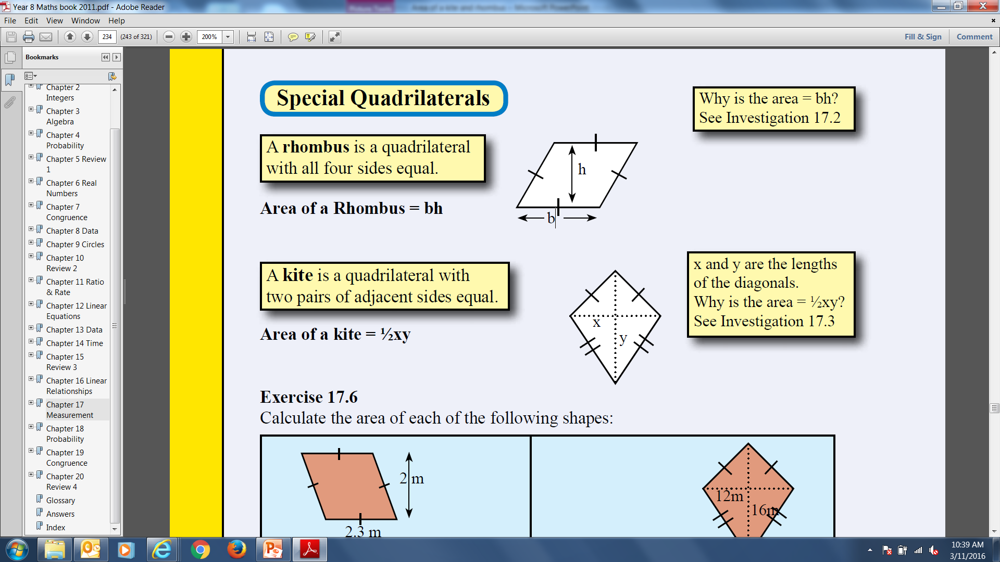 Year 8 Maths book 2011.pdf - Adobe Reader
File Edit View Window Help
234 (243 of 321) 200% Fill & Sign Comment
Bookmarks
Chapter 2
Integers
Chapter 3
Algebra
Chapter 4
Probability
Chapter 5 Review
1
Chapter 6 Real
Numbers
Chapter 7
Congruence
Chapter 8 Data
Chapter 9 Circles
Chapter 10
Review 2
Chapter 11 Ratio
& Rate
Chapter 12 Linear
Equations
Chapter 13 Data
Chapter 14 Time
Chapter 15
Review 3
Chapter 16 Linear
Relationships
Chapter 17
Measurement
Chapter 18
Probability
Chapter 19
Congruence
Chapter 20
Review 4
Glossary
Answers
Index
Special Quadrilaterals
Why is the area = bh?
See Investigation 17.2
A rhombus is a quadrilateral
with all four sides equal.
h
Area of a Rhombus = bh
b
A kite is a quadrilateral with
two pairs of adjacent sides equal.
x and y are the lengths
of the diagonals.
Why is the area = ½xy?
See Investigation 17.3
x
y
Area of a kite = ½xy
Exercise 17.6
Calculate the area of each of the following shapes:
2 m
2.3 m
12m
16m
10:39 AM
3/11/2016